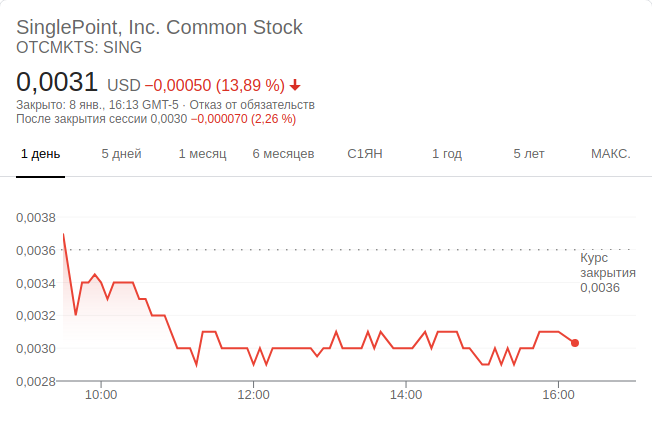 SinglePoint, Inc. Common Stock
OTCMKTS: SING
0,0031 USD −0,00050 (13,89 %)
Закрыто: 8 янв., 16:13 GMT-5 · Отказ от обязательств
После закрытия сессии 0,0030 −0,000070 (2,26 %)
1 день 5 дней 1 месяц 6 месяцев С1ЯН 1 год 5 лет МАКС.
0,0038
0,0036
Курс
закрытия
0,0036
0,0034
0,0032
0,0030
0,0028
10:00 12:00 14:00 16:00